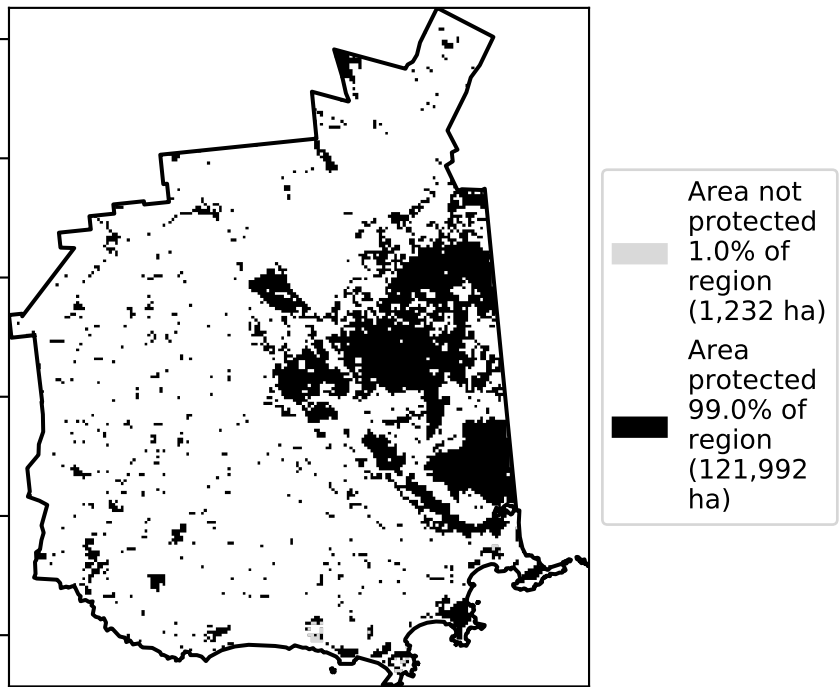 Area not
protected
1.0% of
region
(1,232 ha)
Area
protected
99.0% of
region
(121,992
ha)